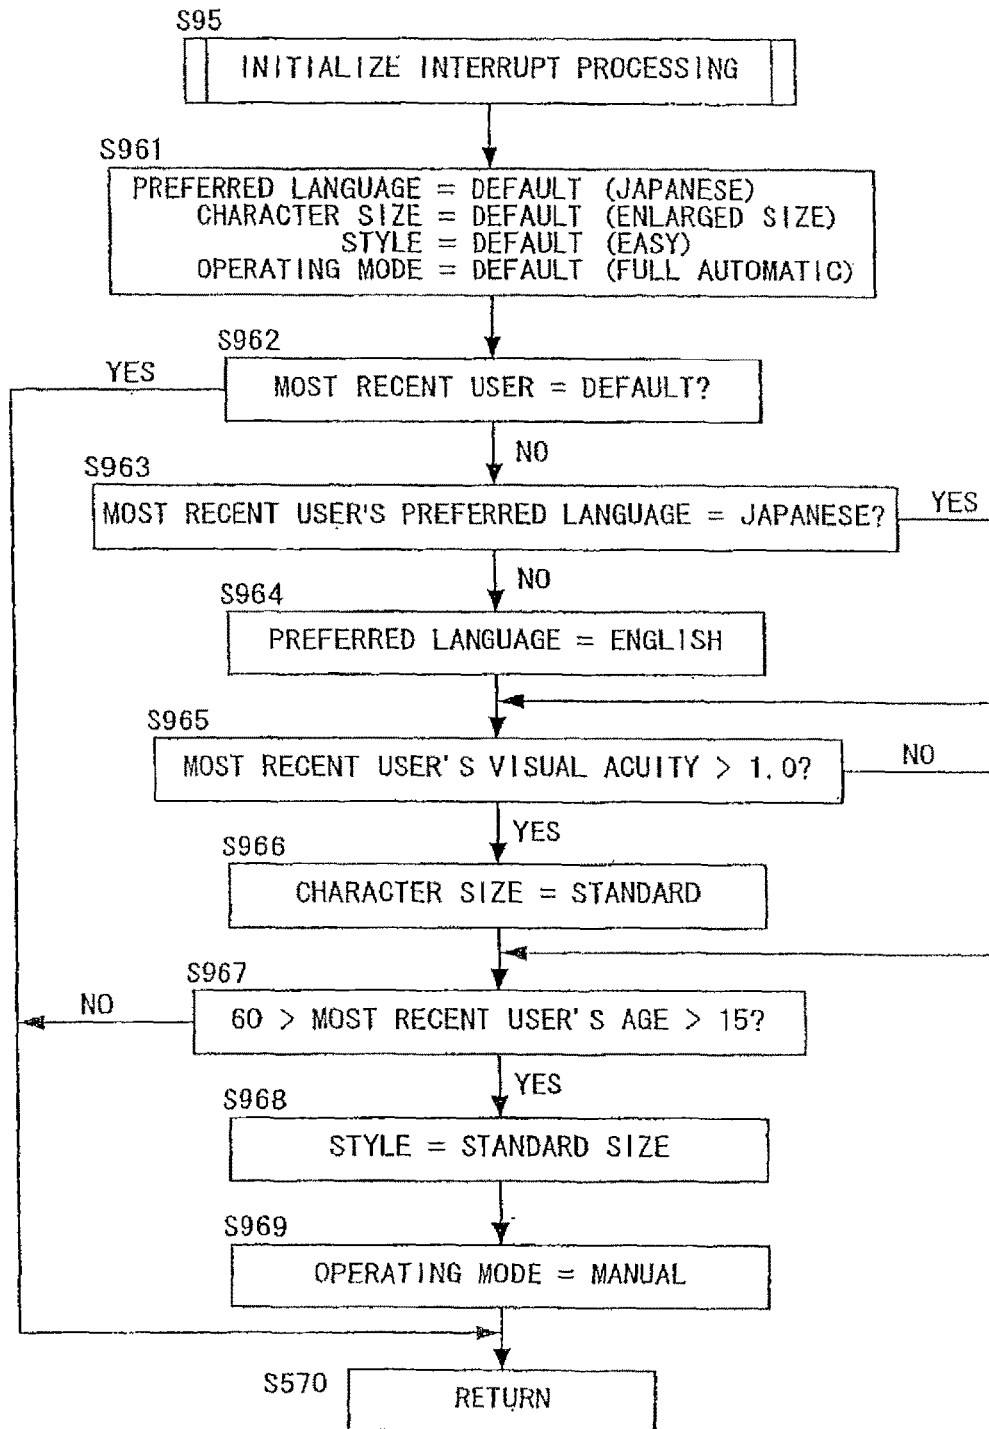 S95
INITIALIZE INTERRUPT PROCESSING
S961
PREFERRED LANGUAGE = DEFAULT (JAPANESE)
CHARACTER SIZE = DEFAULT (ENLARGED SIZE)
STYLE = DEFAULT (EASY)
OPERATING MODE = DEFAULT (FULL AUTOMATIC)
S962
YES
MOST RECENT USER = DEFAULT?
NO
S963
MOST RECENT USER'S PREFERRED LANGUAGE = JAPANESE?
YES
NO
S964
PREFERRED LANGUAGE = ENGLISH
S965
MOST RECENT USER'S VISUAL ACUITY > 1.0?
NO
YES
S966
CHARACTER SIZE = STANDARD
S967
NO
60 > MOST RECENT USER'S AGE > 15?
YES
S968
STYLE = STANDARD SIZE
S969
OPERATING MODE = MANUAL
S570
RETURN